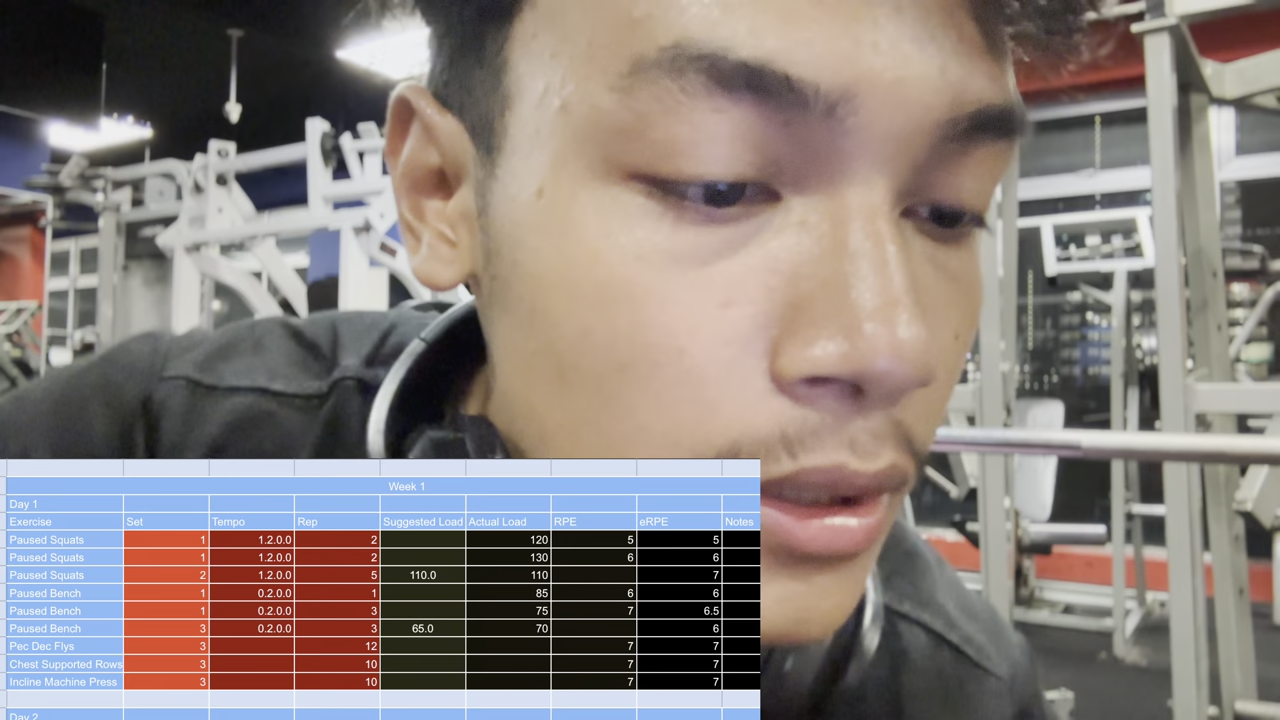 Week 1
Day 1
Exercise Set Tempo Rep Suggested Load Actual Load RPE eRPE Notes
Paused Squats 1 1.2.0.0 2 120 5 5
Paused Squats 1 1.2.0.0 2 130 6 6
Paused Squats 2 1.2.0.0 5 110.0 110 7
Paused Bench 1 0.2.0.0 1 85 6 6
Paused Bench 1 0.2.0.0 3 75 7 6.5
Paused Bench 3 0.2.0.0 3 65.0 70 6
Pec Dec Flys 3 12 7 7
Chest Supported Rows 3 10 7 7
Incline Machine Press 3 10 7 7
Day 2